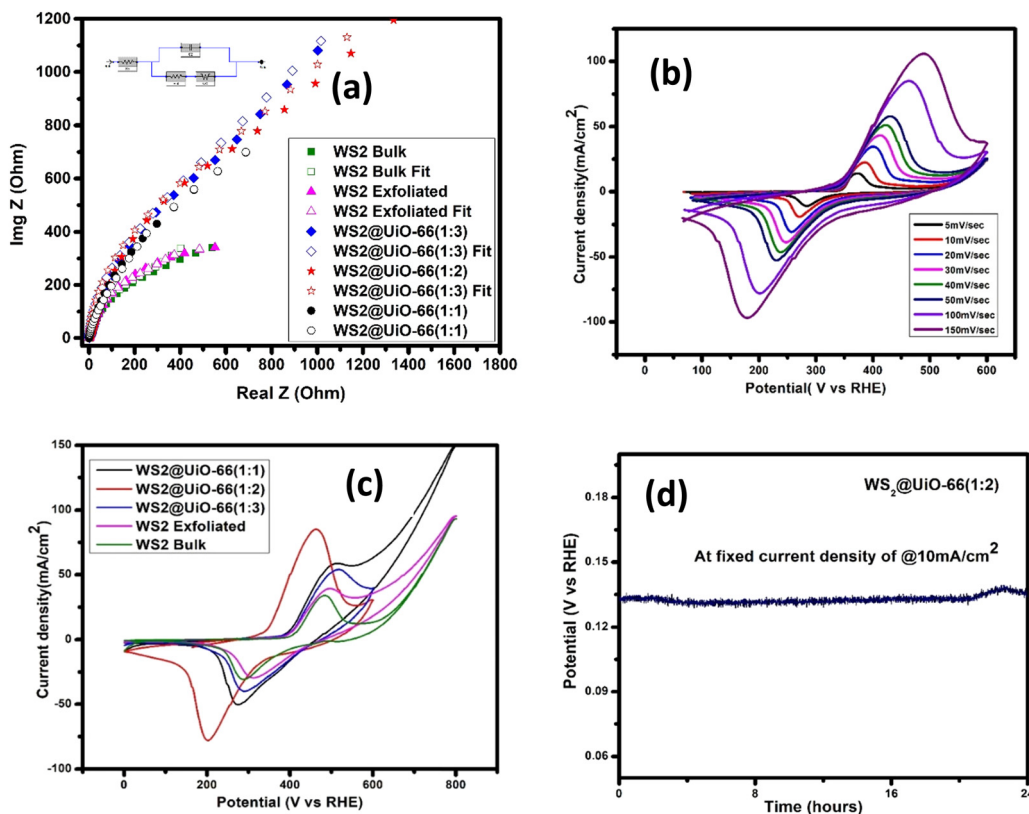 (a)
1200
1000
800
600
400
200
0
Img Z (Ohm)
0 200 400 600 800 1000 1200 1400 1600 1800
Real Z (Ohm)
WS2 Bulk
WS2 Bulk Fit
WS2 Exfoliated
WS2 Exfoliated Fit
WS2@UiO-66(1:3)
WS2@UiO-66(1:3) Fit
WS2@UiO-66(1:2)
WS2@UiO-66(1:3) Fit
WS2@UiO-66(1:1)
WS2@UiO-66(1:1)
(b)
100
50
0
-50
-100
Current density(mA/cm²)
0 100 200 300 400 500 600
Potential( V vs RHE)
5mV/sec
10mV/sec
20mV/sec
30mV/sec
40mV/sec
50mV/sec
100mV/sec
150mV/sec
(c)
150
100
50
0
-50
-100
Current density(mA/cm²)
0 200 400 600 800
Potential (V vs RHE)
WS2@UiO-66(1:1)
WS2@UiO-66(1:2)
WS2@UiO-66(1:3)
WS2 Exfoliated
WS2 Bulk
(d)
WS₂@UiO-66(1:2)
At fixed current density of @10mA/cm²
0.18
0.15
0.12
0.09
0.06
Potential (V vs RHE)
0 4 8 12 16 20 24
Time (hours)